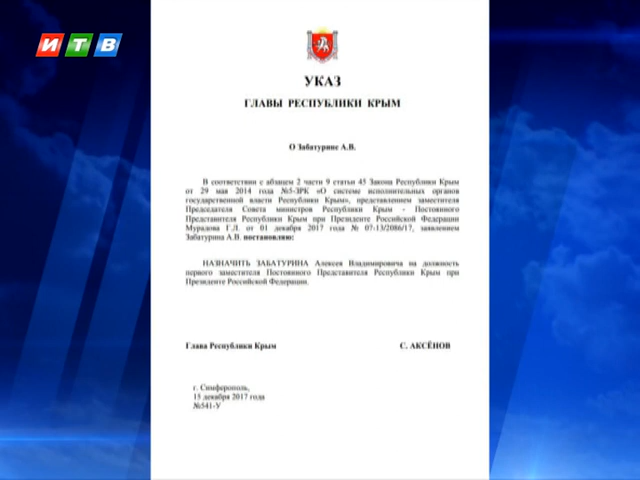 ИТВ
УКАЗ
ГЛАВЫ РЕСПУБЛИКИ КРЫМ
О Забатурине А.В.
В соответствии с абзацем 2 части 9 статьи 45 Закона Республики Крым
от 29 мая 2014 года №5-ЗРК «О системе исполнительных органов
государственной власти Республики Крым», представлением заместителя
Председателя Совета министров Республики Крым - Постоянного
Представителя Республики Крым при Президенте Российской Федерации
Мурадова Г.Л. от 01 декабря 2017 года № 07-13/2086/17, заявлением
Забатурина А.В. постановляю:
НАЗНАЧИТЬ ЗАБАТУРИНА Алексея Владимировича на должность
первого заместителя Постоянного Представителя Республики Крым при
Президенте Российской Федерации.
Глава Республики Крым С. АКСЁНОВ
г. Симферополь,
15 декабря 2017 года
№541-У